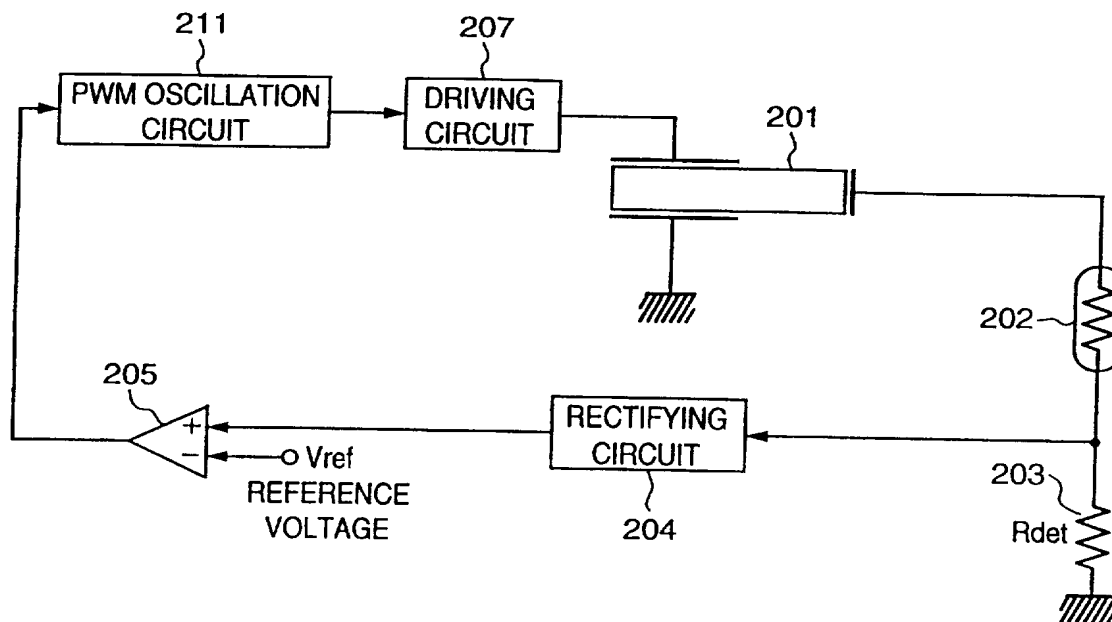 211
207
PWM OSCILLATION
CIRCUIT
DRIVING
CIRCUIT
201
202
205
+
−
Vref
REFERENCE
VOLTAGE
RECTIFYING
CIRCUIT
204
203
Rdet